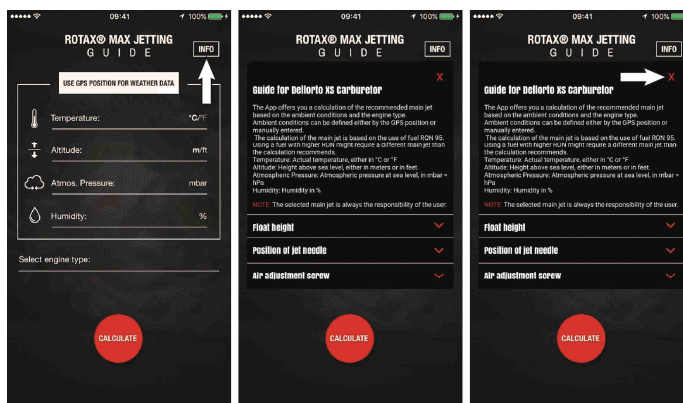 09:41
100%
ROTAX® MAX JETTING
GUIDE
INFO
USE GPS POSITION FOR WEATHER DATA
Temperature: °C/°F
Altitude: m/ft
Atmos. Pressure: mbar
Humidity: %
Select engine type:
CALCULATE
09:41
100%
ROTAX® MAX JETTING
GUIDE
INFO
X
Guide for Dellorto XS Carburetor
The App offers you a calculation of the recommended main jet
based on the ambient conditions and the engine type.
Ambient conditions can be defined either by the GPS position or
manually entered.
The calculation of the main jet is based on the use of fuel RON 95.
Using a fuel with higher RON might require a different main jet than
the calculation recommends.
Temperature: Actual temperature, either in °C or °F
Altitude: Height above sea level, either in meters or in feet.
Atmospheric Pressure: Atmospheric pressure at sea level, in mbar =
hPa
Humidity: Humidity in %
NOTE: The selected main jet is always the responsibility of the user.
Float height
Position of jet needle
Air adjustment screw
CALCULATE
09:41
100%
ROTAX® MAX JETTING
GUIDE
INFO
X
Guide for Dellorto XS Carburetor
The App offers you a calculation of the recommended main jet
based on the ambient conditions and the engine type.
Ambient conditions can be defined either by the GPS position or
manually entered.
The calculation of the main jet is based on the use of fuel RON 95.
Using a fuel with higher RON might require a different main jet than
the calculation recommends.
Temperature: Actual temperature, either in °C or °F
Altitude: Height above sea level, either in meters or in feet.
Atmospheric Pressure: Atmospheric pressure at sea level, in mbar =
hPa
Humidity: Humidity in %
NOTE: The selected main jet is always the responsibility of the user.
Float height
Position of jet needle
Air adjustment screw
CALCULATE